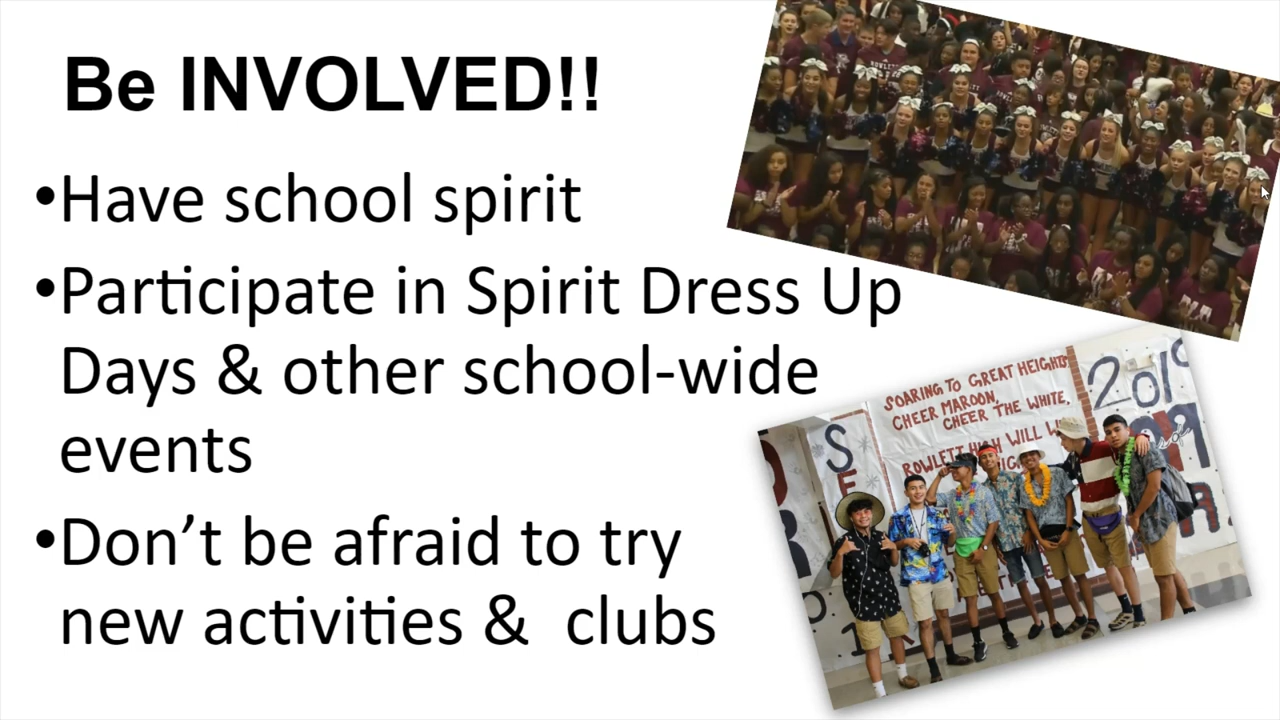 Be INVOLVED!!
•Have school spirit
•Participate in Spirit Dress Up
Days & other school-wide
events
•Don’t be afraid to try
new activities & clubs
SOARING TO GREAT HEIGHTS
CHEER MAROON,
CHEER THE WHITE,
ROWLETT HIGH WILL
201
S
E